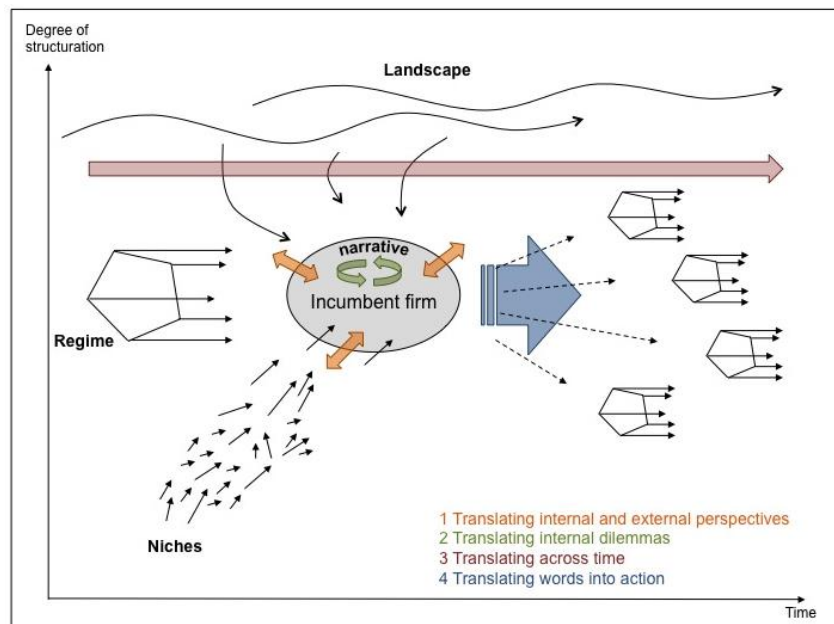 Degree of
structuration
Landscape
narrative
Incumbent firm
Regime
Niches
1 Translating internal and external perspectives
2 Translating internal dilemmas
3 Translating across time
4 Translating words into action
Time